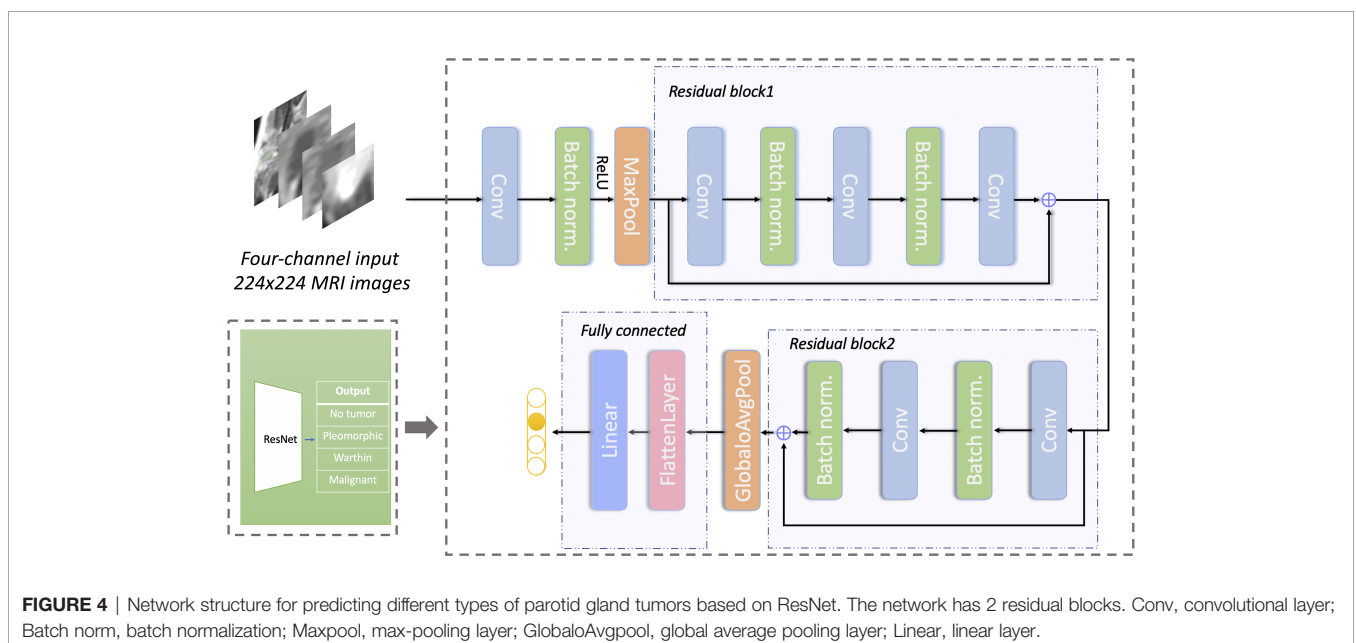 Residual block1
Conv
Batch norm.
ReLU
MaxPool
Conv
Batch norm.
Conv
Batch norm.
Conv
Four-channel input
224x224 MRI images
Fully connected
Residual block2
Linear
FlattenLayer
GlobaloAvgPool
Batch norm.
Conv
Batch norm.
Conv
ResNet
Output
No tumor
Pleomorphic
Warthin
Malignant
FIGURE 4 | Network structure for predicting different types of parotid gland tumors based on ResNet. The network has 2 residual blocks. Conv, convolutional layer;
Batch norm, batch normalization; Maxpool, max-pooling layer; GlobaloAvgpool, global average pooling layer; Linear, linear layer.